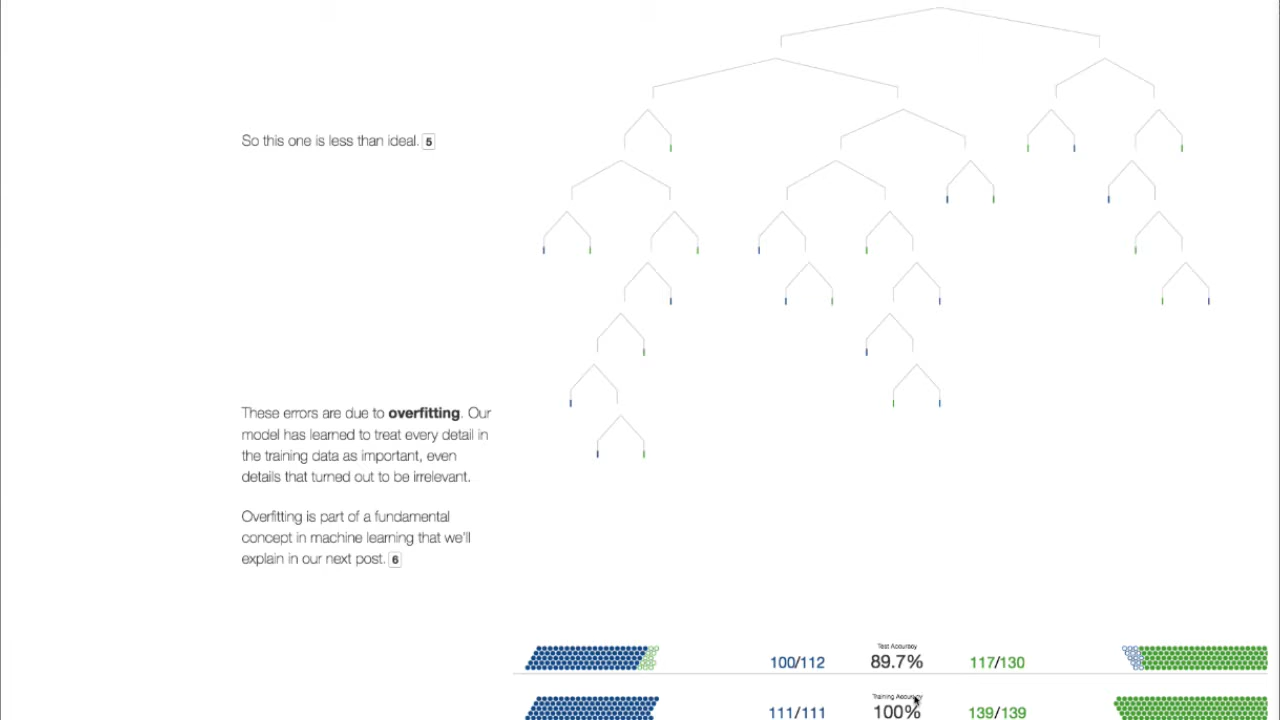 So this one is less than ideal. 5
These errors are due to overfitting. Our
model has learned to treat every detail in
the training data as important, even
details that turned out to be irrelevant.
Overfitting is part of a fundamental
concept in machine learning that we'll
explain in our next post. 6
Test Accuracy
100/112 89.7% 117/130
Training Accuracy
111/111 100% 139/139